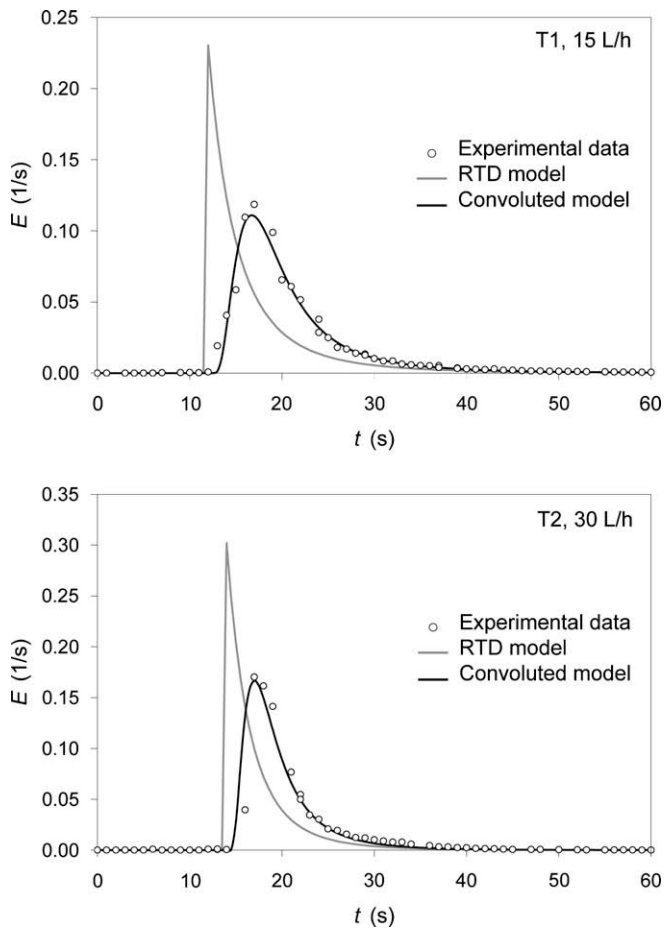 0.25
T1, 15 L/h
0.20
Experimental data
0.15
RTD model
E (1/s)
Convoluted model
0.10
0.05
0.00
0 10 20 30 40 50 60
t (s)
0.35
T2, 30 L/h
0.30
0.25
Experimental data
0.20
RTD model
E (1/s)
Convoluted model
0.15
0.10
0.05
0.00
0 10 20 30 40 50 60
t (s)